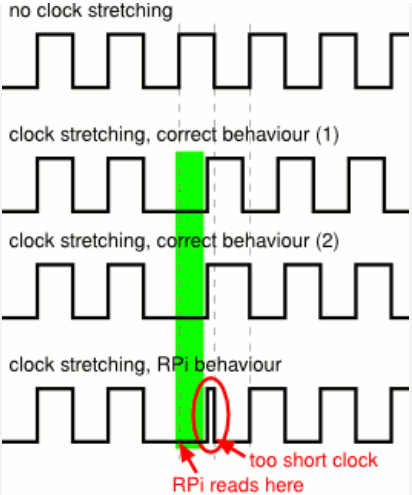 no clock stretching
clock stretching, correct behaviour (1)
clock stretching, correct behaviour (2)
clock stretching, RPi behaviour
too short clock
RPi reads here